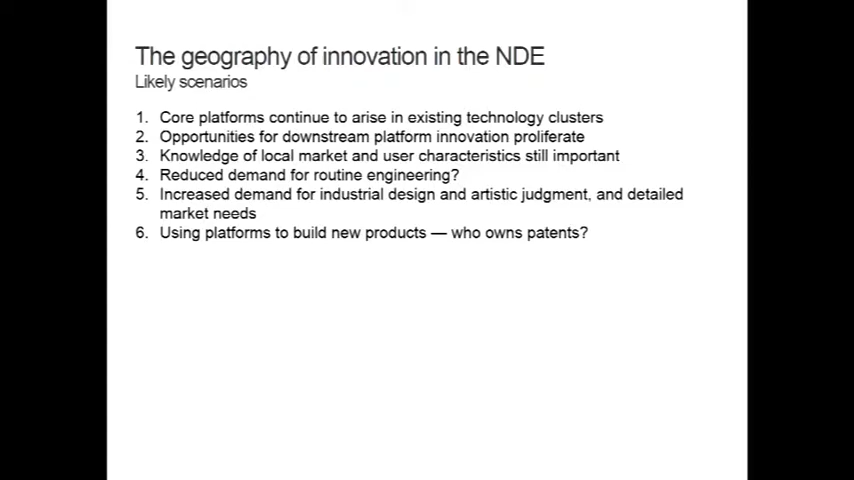 The geography of innovation in the NDE
Likely scenarios
1. Core platforms continue to arise in existing technology clusters
2. Opportunities for downstream platform innovation proliferate
3. Knowledge of local market and user characteristics still important
4. Reduced demand for routine engineering?
5. Increased demand for industrial design and artistic judgment, and detailed
market needs
6. Using platforms to build new products — who owns patents?